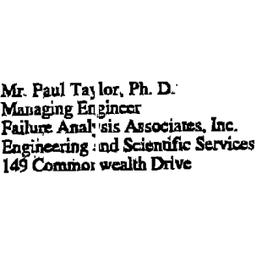 Mr. Paul Taylor, Ph. D.
Managing Engineer
Failure Analysis Associates, Inc.
Engineering and Scientific Services
149 Commonwealth Drive